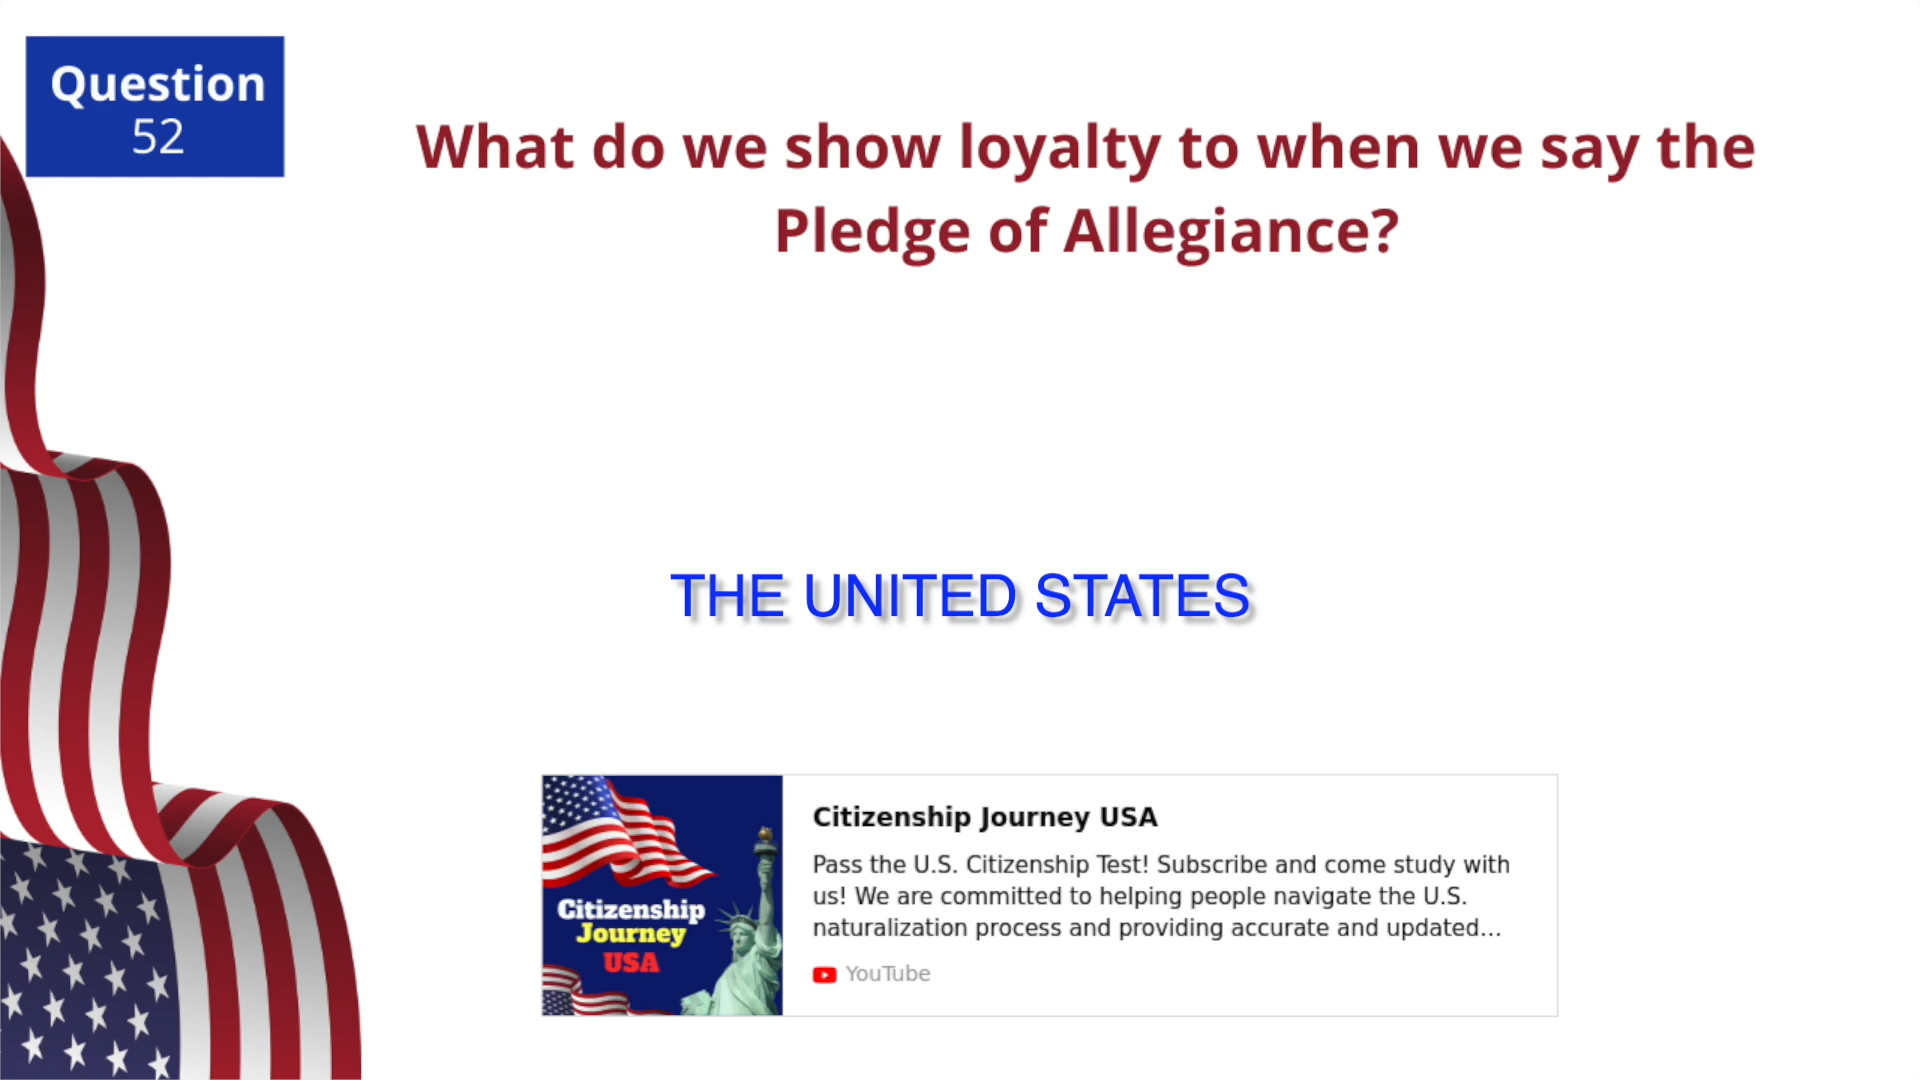 Question
52
What do we show loyalty to when we say the
Pledge of Allegiance?
THE UNITED STATES
Citizenship Journey USA
Pass the U.S. Citizenship Test! Subscribe and come study with
us! We are committed to helping people navigate the U.S.
naturalization process and providing accurate and updated...
YouTube
Citizenship
Journey
USA